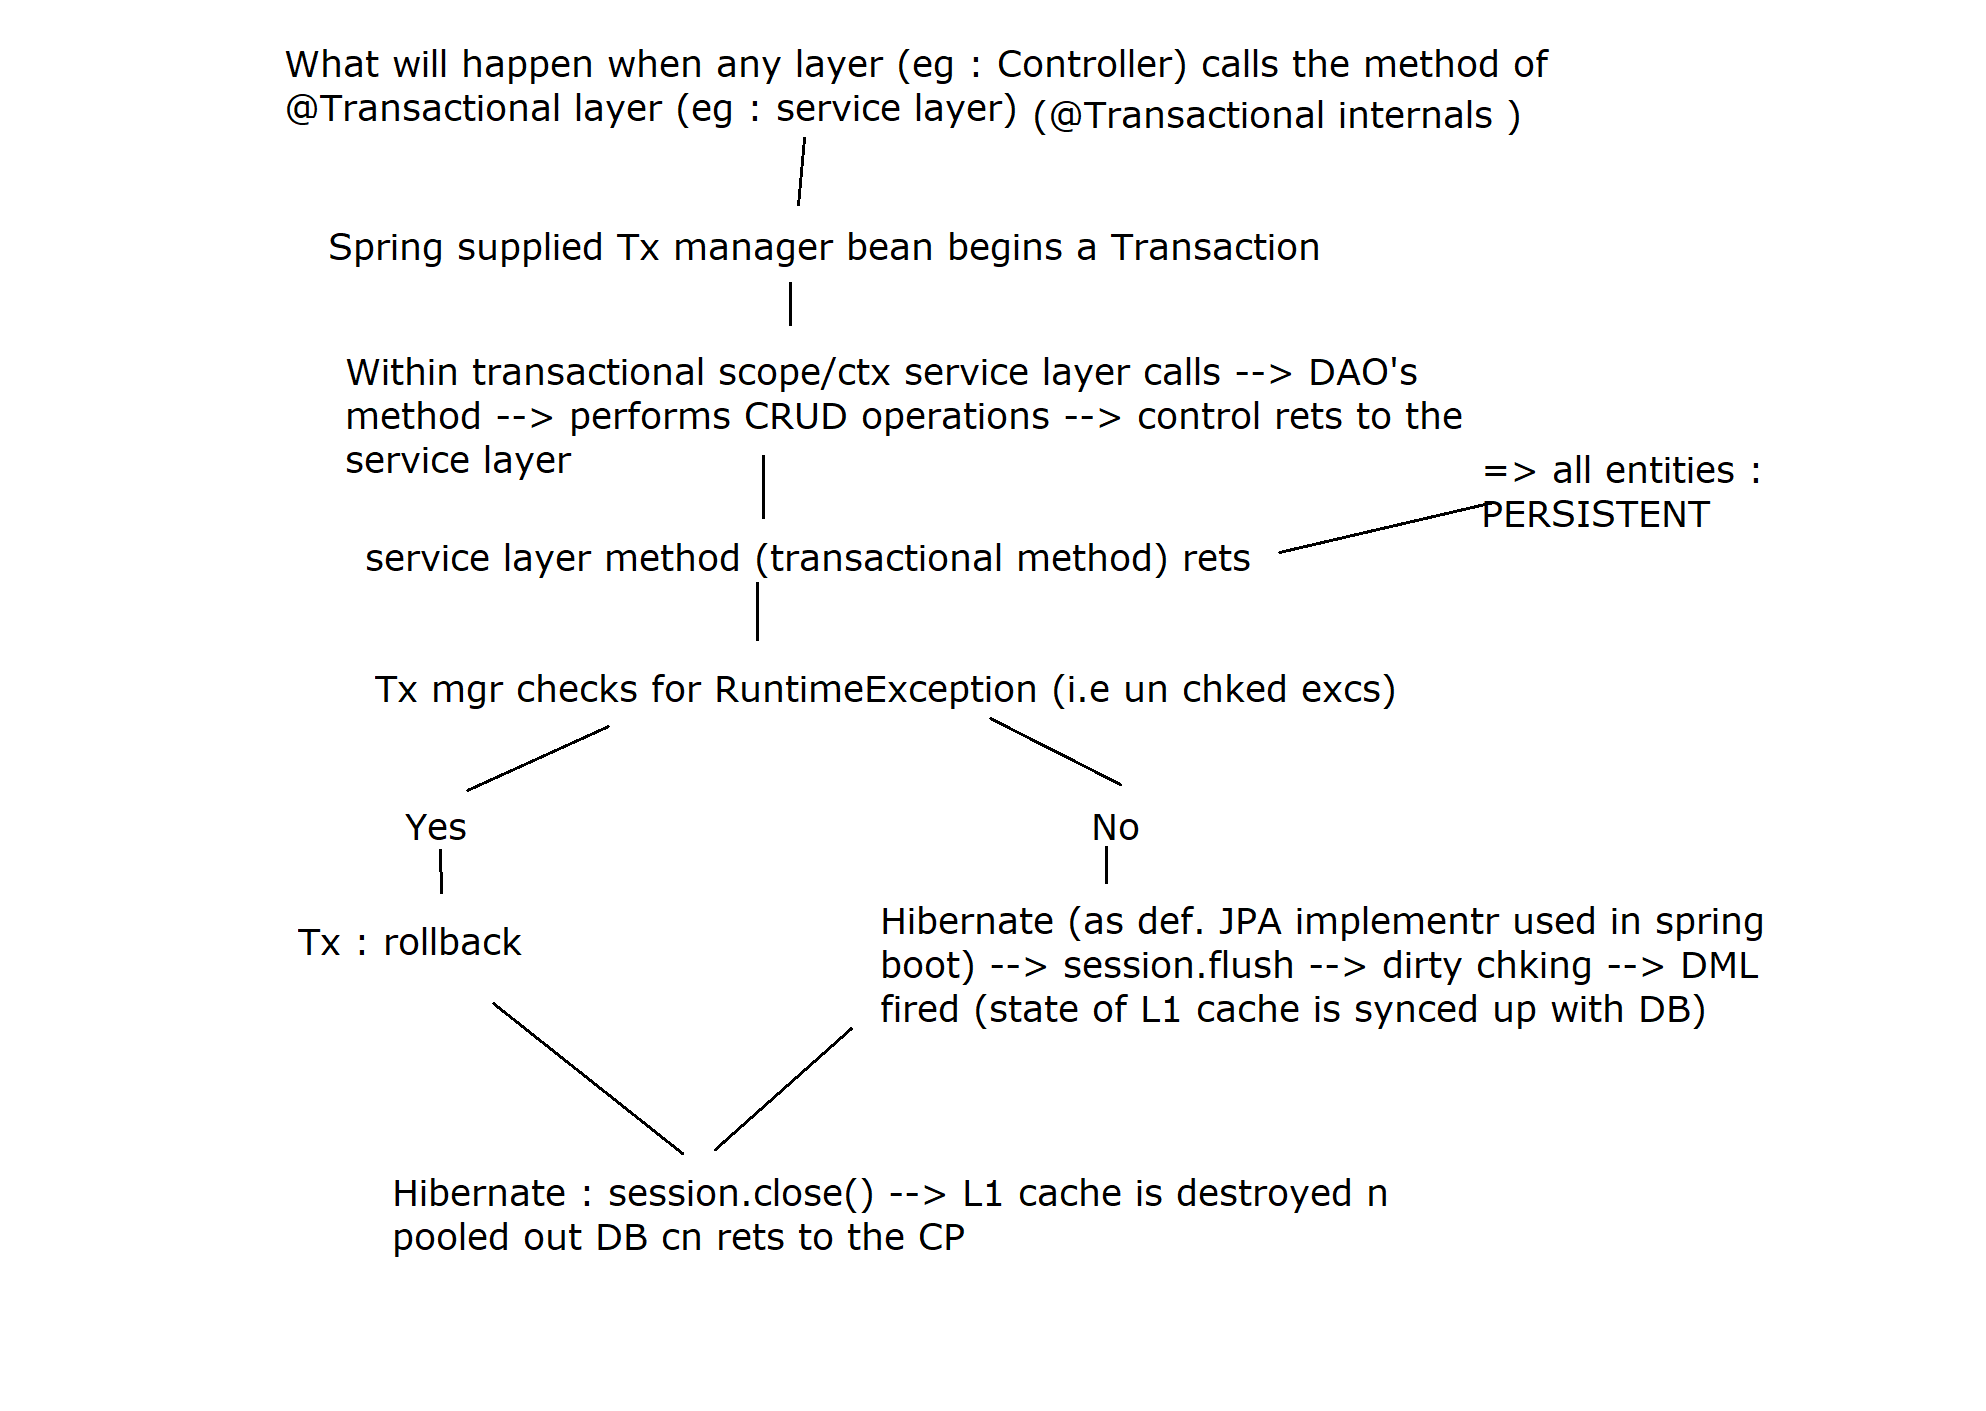 What will happen when any layer (eg : Controller) calls the method of
@Transactional layer (eg : service layer) (@Transactional internals )
Spring supplied Tx manager bean begins a Transaction
Within transactional scope/ctx service layer calls --> DAO's
method --> performs CRUD operations --> control rets to the
service layer
=> all entities :
PERSISTENT
service layer method (transactional method) rets
Tx mgr checks for RuntimeException (i.e un chked excs)
Yes
No
Tx : rollback
Hibernate (as def. JPA implementr used in spring
boot) --> session.flush --> dirty chking --> DML
fired (state of L1 cache is synced up with DB)
Hibernate : session.close() --> L1 cache is destroyed n
pooled out DB cn rets to the CP